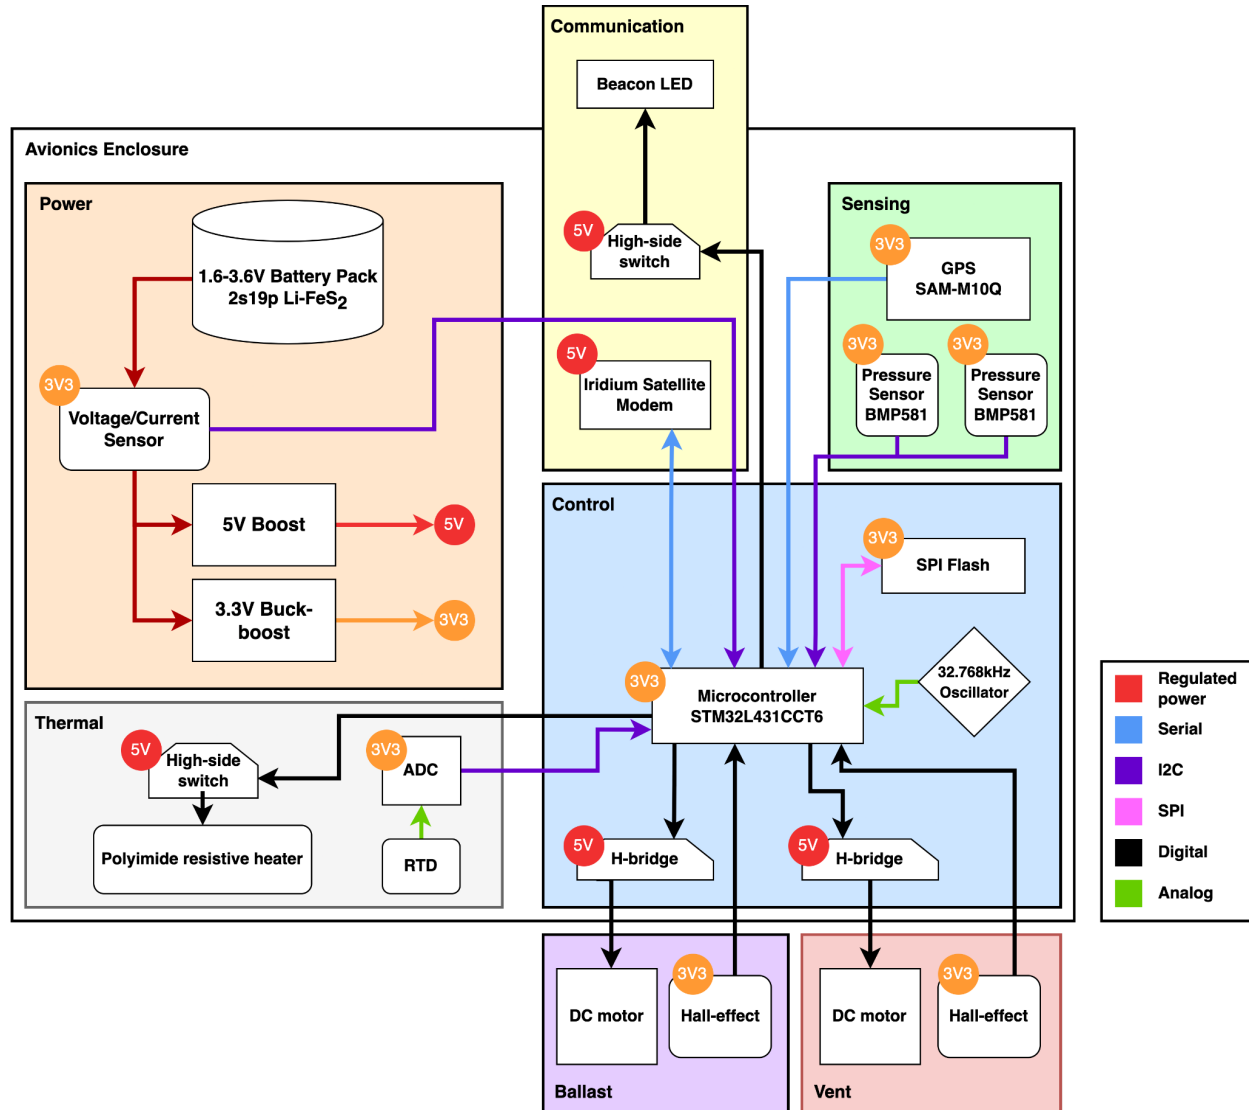 Communication
Beacon LED
5V
High-side
switch
5V
Iridium Satellite
Modem
Avionics Enclosure
Power
1.6-3.6V Battery Pack
2s19p Li-FeS2
3V3
Voltage/Current
Sensor
5V Boost
5V
3.3V Buck-
boost
3V3
Sensing
3V3
GPS
SAM-M10Q
3V3
Pressure
Sensor
BMP581
3V3
Pressure
Sensor
BMP581
Control
3V3
SPI Flash
32.768kHz
Oscillator
3V3
Microcontroller
STM32L431CCT6
5V
H-bridge
5V
H-bridge
Thermal
5V
High-side
switch
Polyimide resistive heater
3V3
ADC
RTD
DC motor
3V3
Hall-effect
Ballast
DC motor
3V3
Hall-effect
Vent
Regulated
power
Serial
I2C
SPI
Digital
Analog